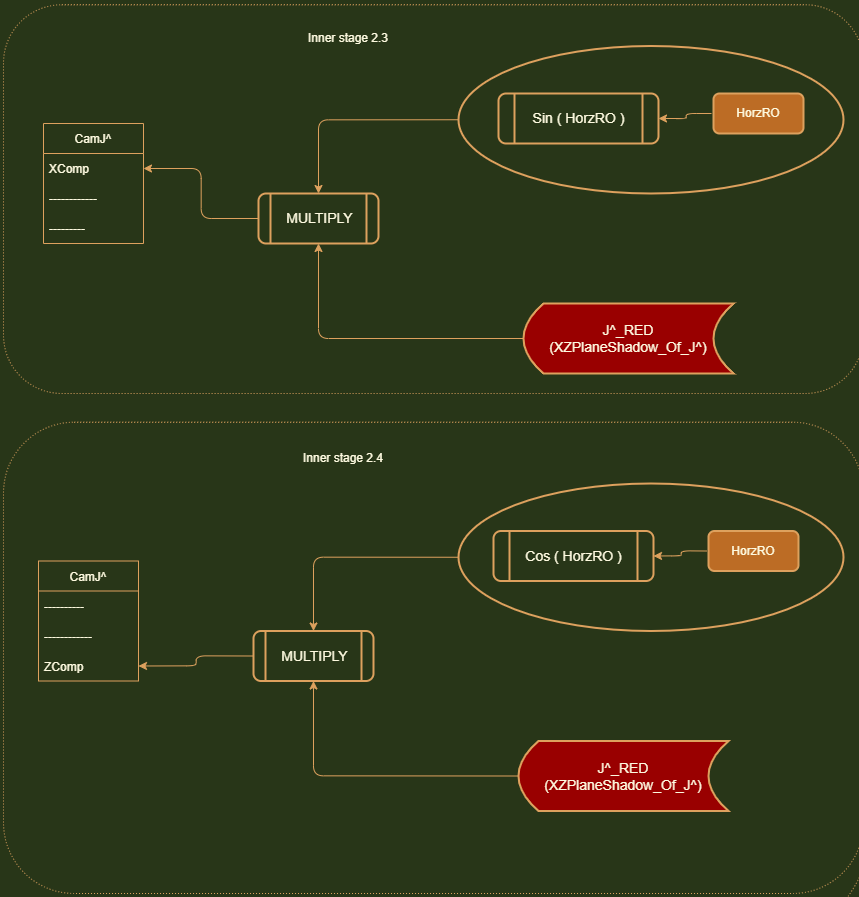 Inner stage 2.3
Sin ( HorzRO )
HorzRO
CamJ^
XComp
------------
---------
MULTIPLY
J^_RED
(XZPlaneShadow_Of_J^)
Inner stage 2.4
Cos ( HorzRO )
HorzRO
CamJ^
----------
------------
ZComp
MULTIPLY
J^_RED
(XZPlaneShadow_Of_J^)